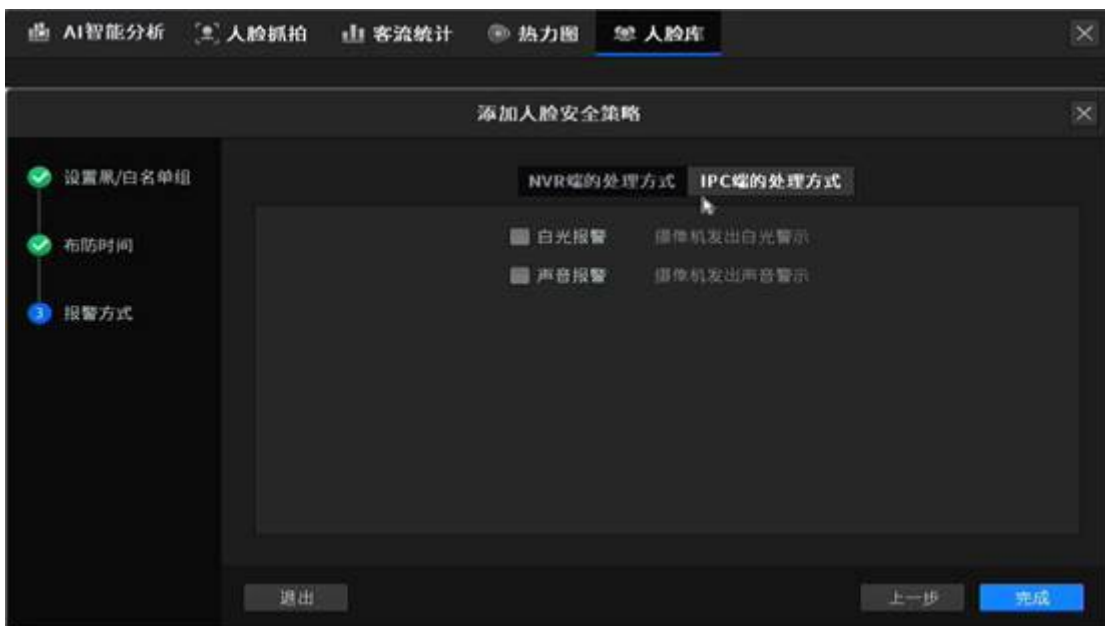 AI智能分析 人脸抓拍 客流统计 热力图 人脸库
添加人脸安全策略
设置黑/白名单组
布防时间
3 报警方式
NVR端的处理方式 IPC端的处理方式
白光报警 摄像机发出白光警示
声音报警 摄像机发出声音警示
退出 上一步 完成